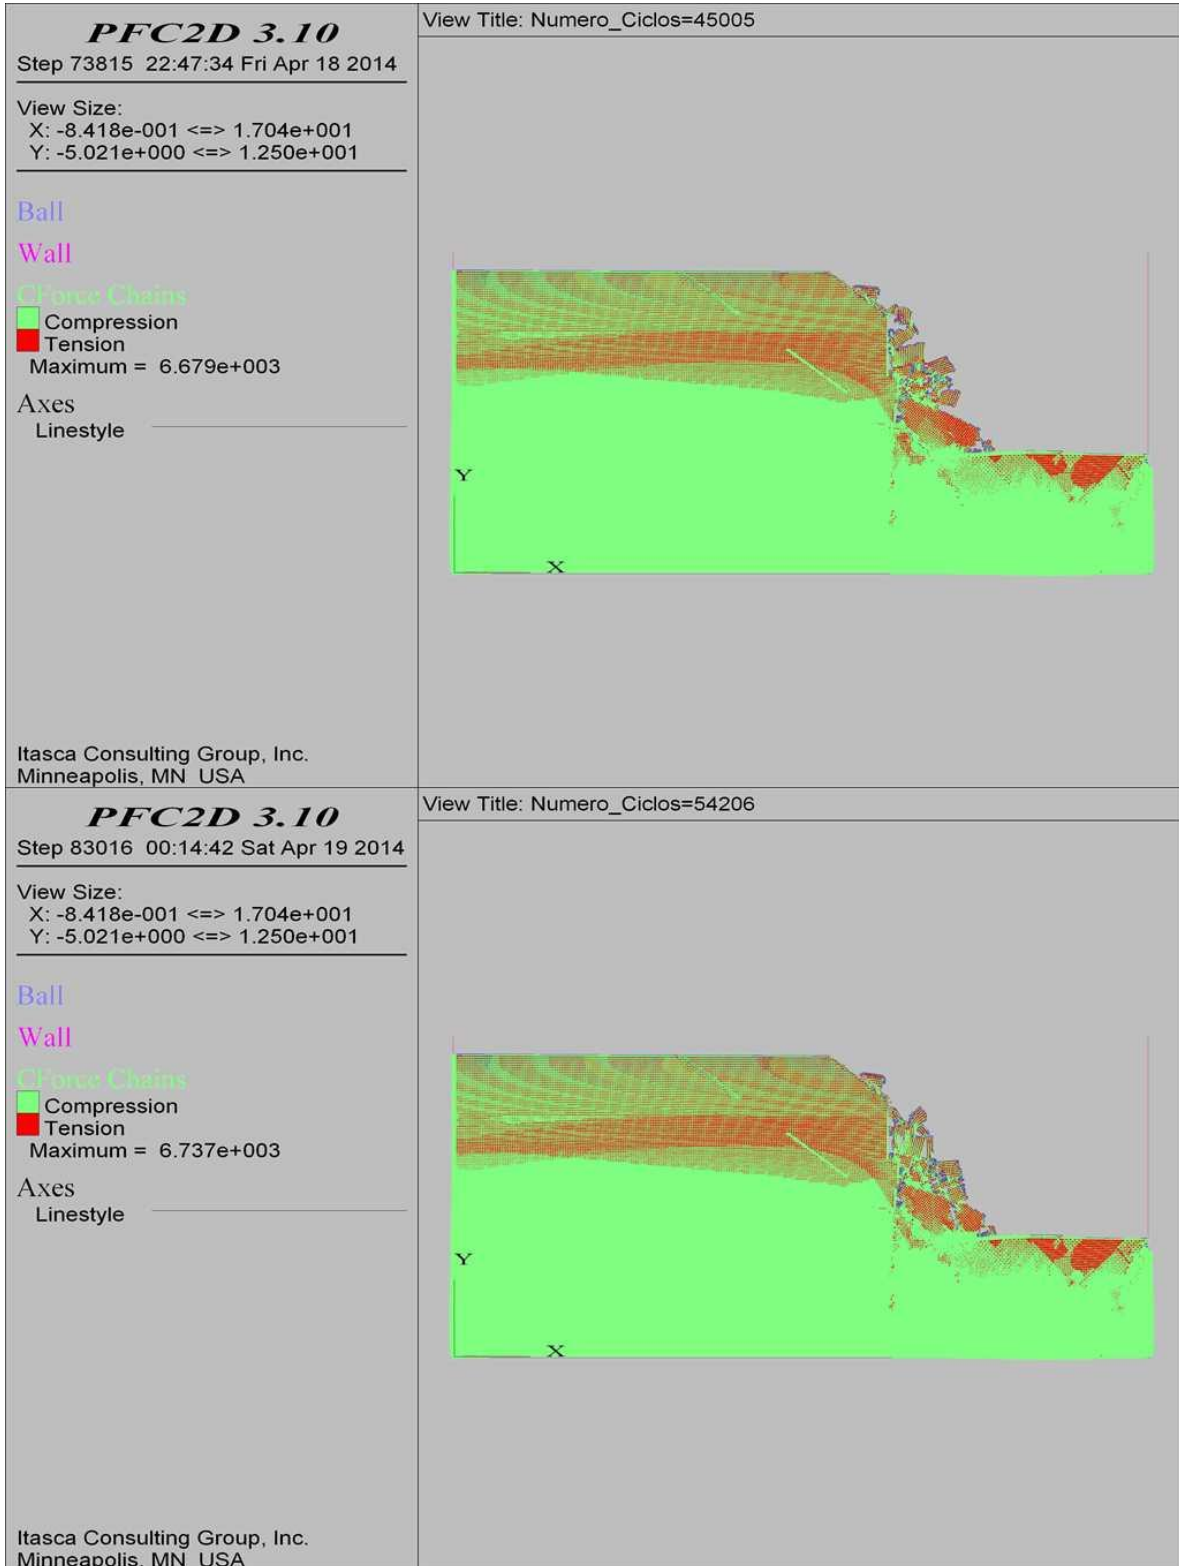 PFC2D 3.10
Step 73815 22:47:34 Fri Apr 18 2014
View Size:
X: -8.418e-001 <=> 1.704e+001
Y: -5.021e+000 <=> 1.250e+001
Ball
Wall
CForce Chains
Compression
Tension
Maximum = 6.679e+003
Axes
Linestyle
Itasca Consulting Group, Inc.
Minneapolis, MN USA
View Title: Numero_Ciclos=45005
Y
X
PFC2D 3.10
Step 83016 00:14:42 Sat Apr 19 2014
View Size:
X: -8.418e-001 <=> 1.704e+001
Y: -5.021e+000 <=> 1.250e+001
Ball
Wall
CForce Chains
Compression
Tension
Maximum = 6.737e+003
Axes
Linestyle
Itasca Consulting Group, Inc.
Minneapolis, MN USA
View Title: Numero_Ciclos=54206
Y
X